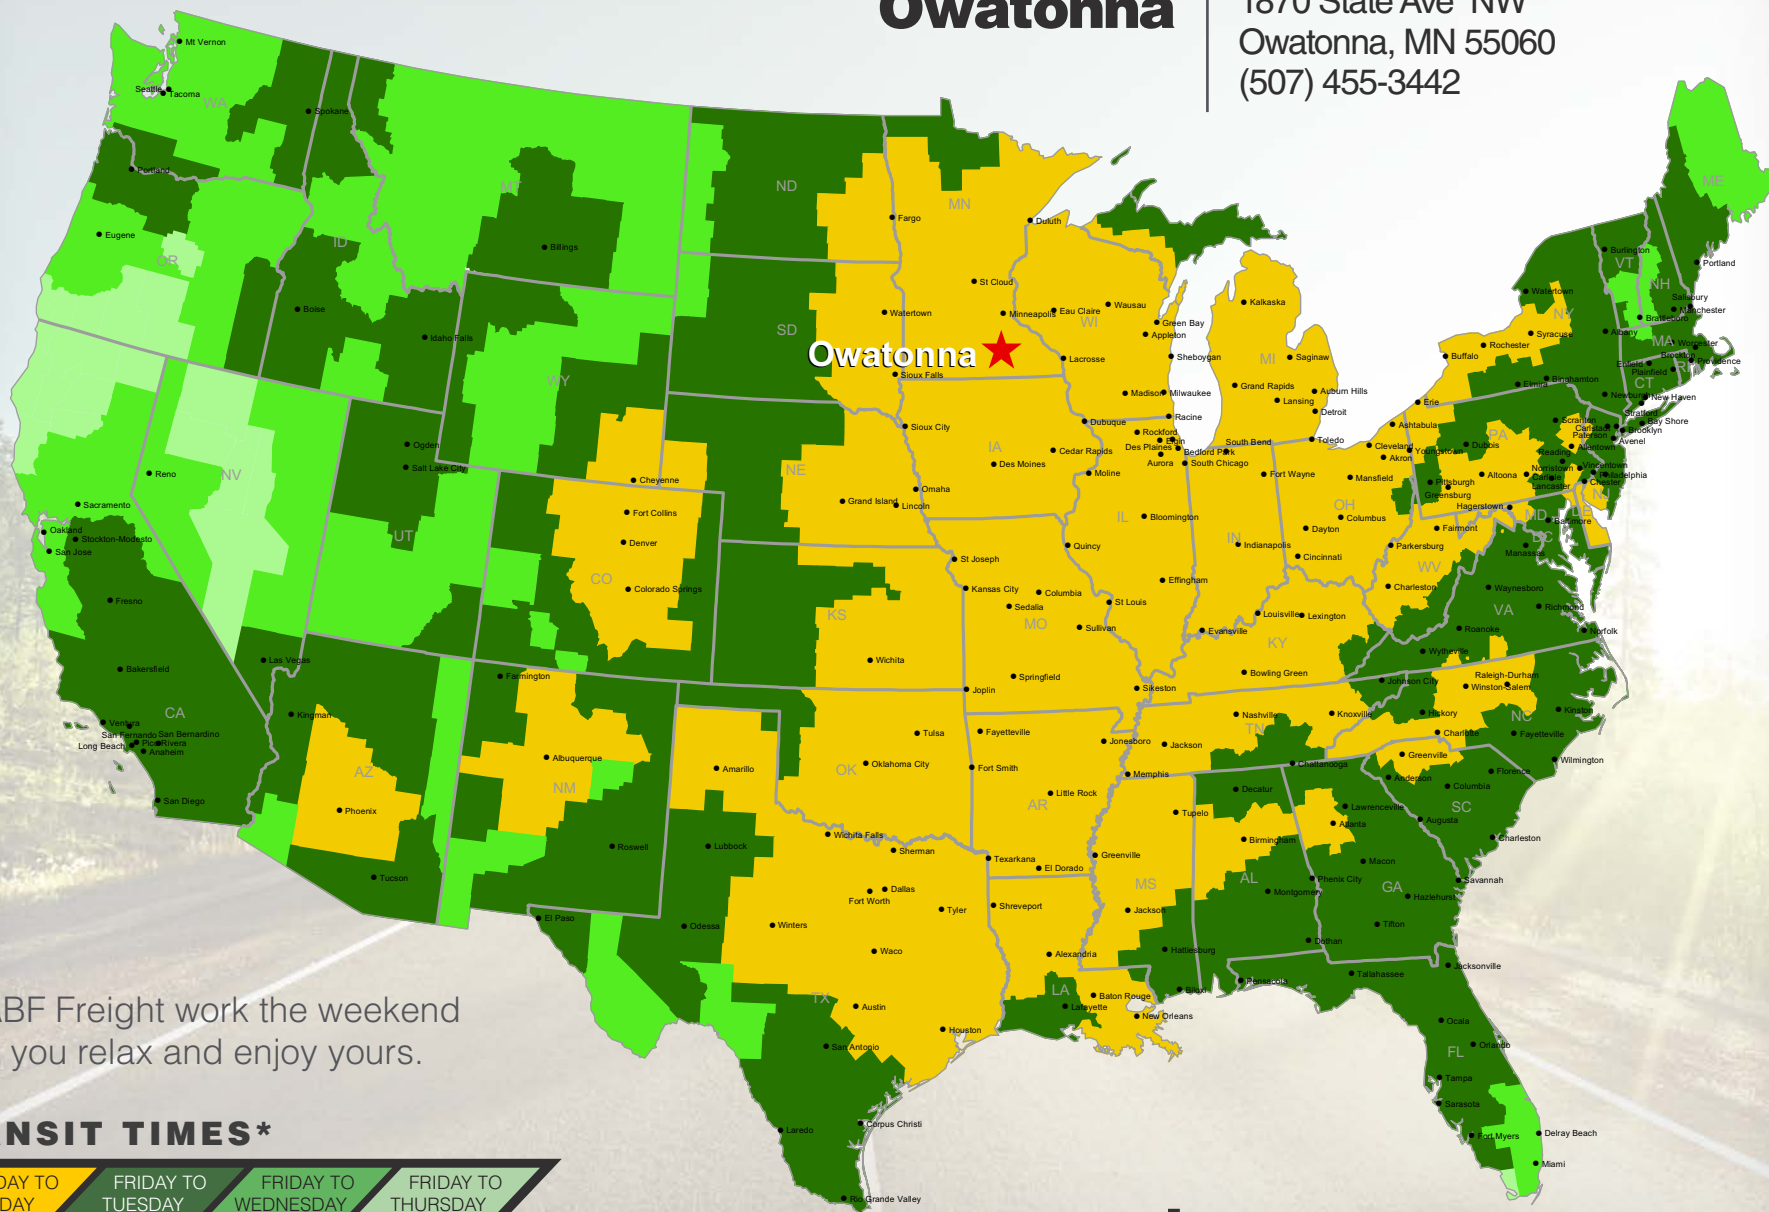 Owatonna
1870 State Ave NW
Owatonna, MN 55060
(507) 455-3442
Mt Vernon
Seattle
Tacoma
WA
Spokane
Portland
Eugene
OR
ID
Boise
Idaho Falls
MT
Billings
ND
SD
MN
Fargo
Duluth
St Cloud
Watertown
Minneapolis
Owatonna
Sioux Falls
Eau Claire
Wausau
WI
Green Bay
Appleton
Lacrosse
Sheboygan
Madison
Milwaukee
Racine
Kalkaska
MI
Saginaw
Grand Rapids
Lansing
Auburn Hills
Detroit
WY
Cheyenne
NE
Grand Island
Lincoln
Omaha
Sioux City
IA
Des Moines
Cedar Rapids
Dubuque
Moline
Rockford
Elgin
Des Plaines
Bedford Park
Aurora
South Chicago
South Bend
Toledo
Fort Wayne
Mansfield
Cleveland
Akron
Ashtabula
Youngstown
Erie
Buffalo
Rochester
Syracuse
Watertown
NY
Elmira
Binghamton
Albany
Newburgh
Burlington
VT
NH
ME
Portland
Salisbury
Manchester
Brattleboro
MA
Worcester
Brockton
Providence
Enfield
Plainfield
RI
CT
New Haven
Stratford
Bay Shore
Brooklyn
Avenel
Carlstadt
Paterson
Scranton
Allentown
PA
Dubois
Reading
Norristown
Vincentown
Philadelphia
Chester
Carlisle
Lancaster
Altoona
Pittsburgh
Greensburg
Hagerstown
NJ
MD
DE
DC
Baltimore
Manassas
Reno
NV
Sacramento
Oakland
Stockton-Modesto
San Jose
Fresno
Bakersfield
CA
Ventura
San Fernando
San Bernardino
Long Beach
Pico Rivera
Anaheim
San Diego
Las Vegas
Ogden
Salt Lake City
UT
Fort Collins
Denver
CO
Colorado Springs
KS
Wichita
St Joseph
Kansas City
Sedalia
Columbia
MO
Sullivan
St Louis
Springfield
Joplin
Sikeston
Quincy
IL
Bloomington
Effingham
IN
Indianapolis
Evansville
OH
Columbus
Dayton
Cincinnati
Louisville
Lexington
KY
Bowling Green
Parkersburg
Fairmont
WV
Charleston
Waynesboro
VA
Richmond
Roanoke
Norfolk
Wytheville
Johnson City
Raleigh-Durham
Winston-Salem
Hickory
NC
Kinston
Charlotte
Fayetteville
Wilmington
Kingman
AZ
Phoenix
Tucson
Farmington
Albuquerque
NM
Roswell
El Paso
Amarillo
Lubbock
Odessa
OK
Tulsa
Oklahoma City
Wichita Falls
Sherman
Dallas
Fort Worth
Tyler
Winters
Waco
TX
Austin
San Antonio
Houston
Corpus Christi
Laredo
Rio Grande Valley
Fayetteville
Fort Smith
AR
Little Rock
Jonesboro
Texarkana
El Dorado
Shreveport
Alexandria
LA
Lafayette
Baton Rouge
New Orleans
Nashville
Knoxville
TN
Jackson
Memphis
Chattanooga
Tupelo
Greenville
MS
Jackson
Hattiesburg
Biloxi
Decatur
Birmingham
AL
Montgomery
Dothan
Pensacola
Lawrenceville
Atlanta
Macon
Phenix City
GA
Hazlehurst
Tifton
Augusta
Savannah
Greenville
Anderson
Florence
Columbia
SC
Charleston
Tallahassee
Jacksonville
Ocala
Orlando
FL
Tampa
Sarasota
Fort Myers
Delray Beach
Miami
ABF Freight work the weekend
you relax and enjoy yours.
NSIT TIMES*
DAY TO
DAY
FRIDAY TO
TUESDAY
FRIDAY TO
WEDNESDAY
FRIDAY TO
THURSDAY